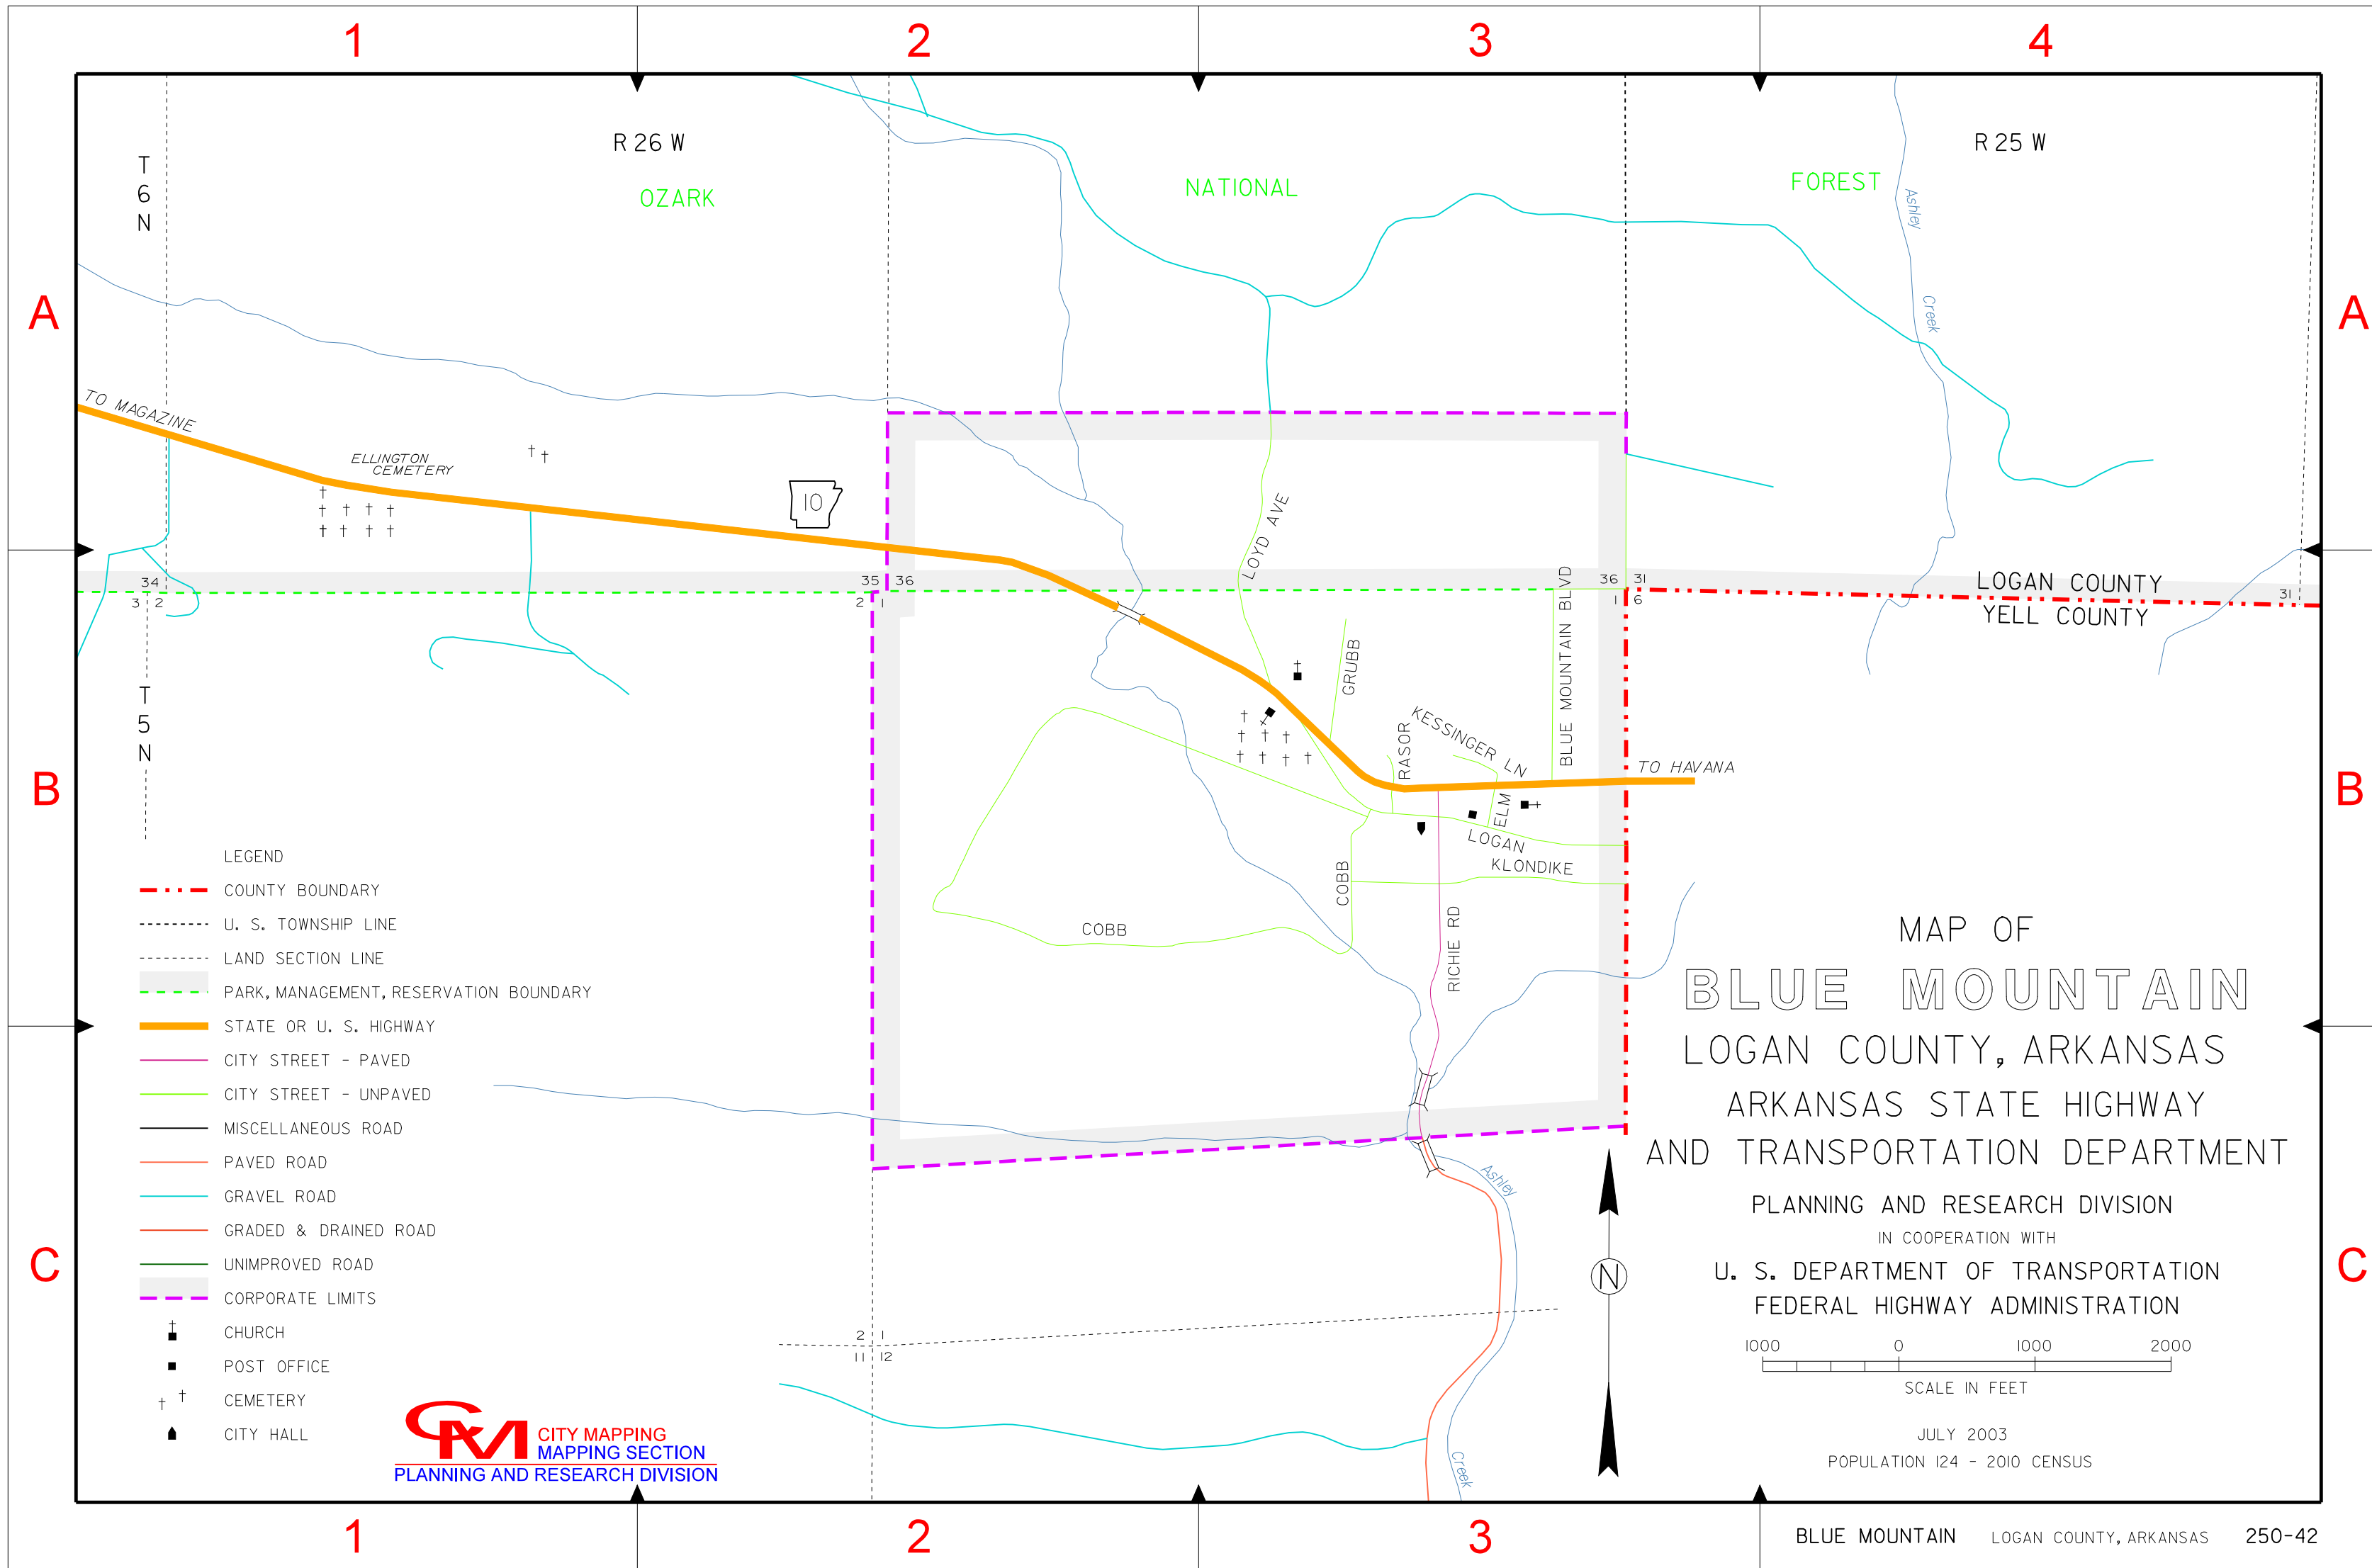 1
2
3
4
R 26 W
R 25 W
T
6
N
OZARK
NATIONAL
FOREST
Ashley
Creek
A
A
TO MAGAZINE
ELLINGTON
CEMETERY
10
LOYD AVE
34
35
36
36
31
31
3
2
2
1
1
6
LOGAN COUNTY
YELL COUNTY
T
5
N
GRUBB
BLUE MOUNTAIN BLVD
RASOR
KESSINGER LN
TO HAVANA
B
B
ELM
LOGAN
KLONDIKE
COBB
COBB
RICHIE RD
LEGEND
COUNTY BOUNDARY
U. S. TOWNSHIP LINE
LAND SECTION LINE
PARK, MANAGEMENT, RESERVATION BOUNDARY
STATE OR U. S. HIGHWAY
CITY STREET - PAVED
CITY STREET - UNPAVED
MISCELLANEOUS ROAD
PAVED ROAD
GRAVEL ROAD
GRADED & DRAINED ROAD
UNIMPROVED ROAD
CORPORATE LIMITS
CHURCH
POST OFFICE
CEMETERY
CITY HALL
MAP OF
BLUE MOUNTAIN
LOGAN COUNTY, ARKANSAS
ARKANSAS STATE HIGHWAY
AND TRANSPORTATION DEPARTMENT
PLANNING AND RESEARCH DIVISION
IN COOPERATION WITH
U. S. DEPARTMENT OF TRANSPORTATION
FEDERAL HIGHWAY ADMINISTRATION
1000 0 1000 2000
SCALE IN FEET
JULY 2003
POPULATION 124 - 2010 CENSUS
C
C
Ashley
Creek
N
2
1
11
12
CM
CITY MAPPING
MAPPING SECTION
PLANNING AND RESEARCH DIVISION
1
2
3
BLUE MOUNTAIN LOGAN COUNTY, ARKANSAS 250-42